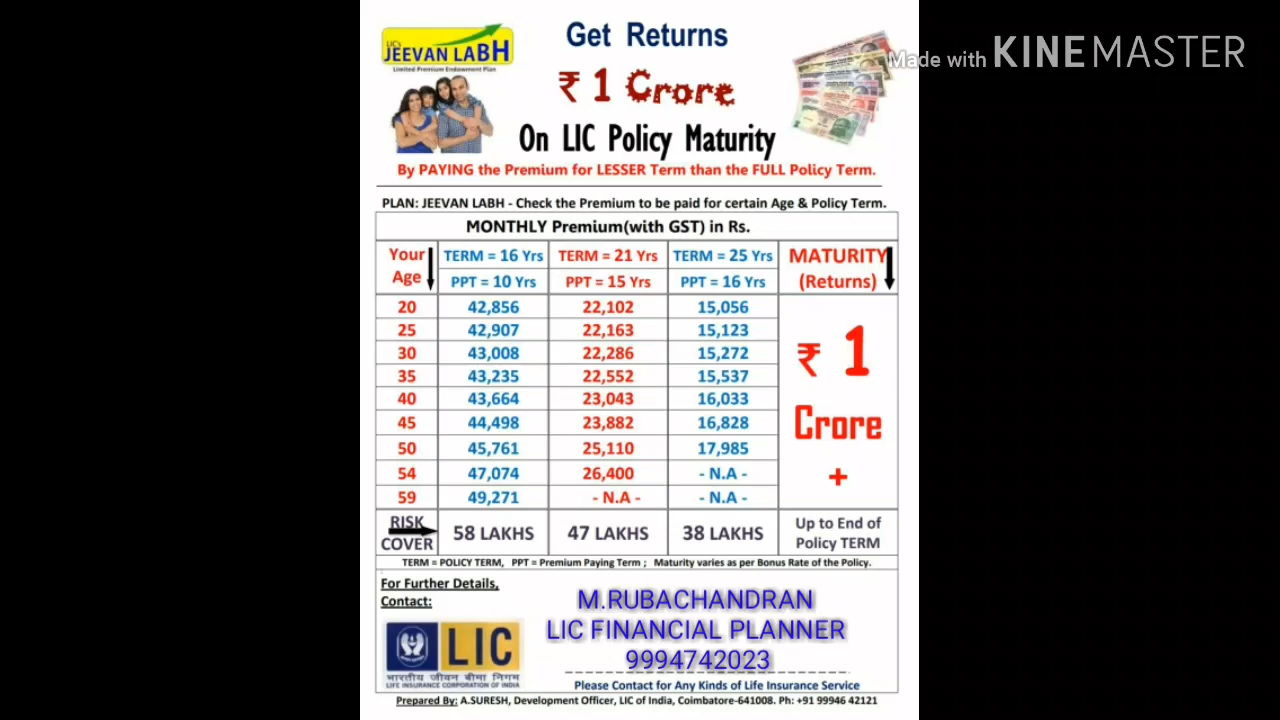 Made with KINEMASTER
LIC's
JEEVAN LABH
Limited Premium Endowment Plan
Get Returns
₹ 1 Crore
On LIC Policy Maturity
By PAYING the Premium for LESSER Term than the FULL Policy Term.
PLAN: JEEVAN LABH - Check the Premium to be paid for certain Age & Policy Term.
MONTHLY Premium(with GST) in Rs.
Your Age TERM = 16 Yrs TERM = 21 Yrs TERM = 25 Yrs MATURITY (Returns)
PPT = 10 Yrs PPT = 15 Yrs PPT = 16 Yrs
20 42,856 22,102 15,056
25 42,907 22,163 15,123
30 43,008 22,286 15,272
35 43,235 22,552 15,537
40 43,664 23,043 16,033
45 44,498 23,882 16,828
50 45,761 25,110 17,985
54 47,074 26,400 - N.A -
59 49,271 - N.A - - N.A -
₹ 1
Crore
+
RISK COVER 58 LAKHS 47 LAKHS 38 LAKHS Up to End of Policy TERM
TERM = POLICY TERM, PPT = Premium Paying Term ; Maturity varies as per Bonus Rate of the Policy.
For Further Details,
Contact:
M.RUBACHANDRAN
LIC FINANCIAL PLANNER
9994742023
LIC
भारतीय जीवन बीमा निगम
LIFE INSURANCE CORPORATION OF INDIA
Please Contact for Any Kinds of Life Insurance Service
Prepared By: A.SURESH, Development Officer, LIC of India, Coimbatore-641008. Ph: +91 99946 42121